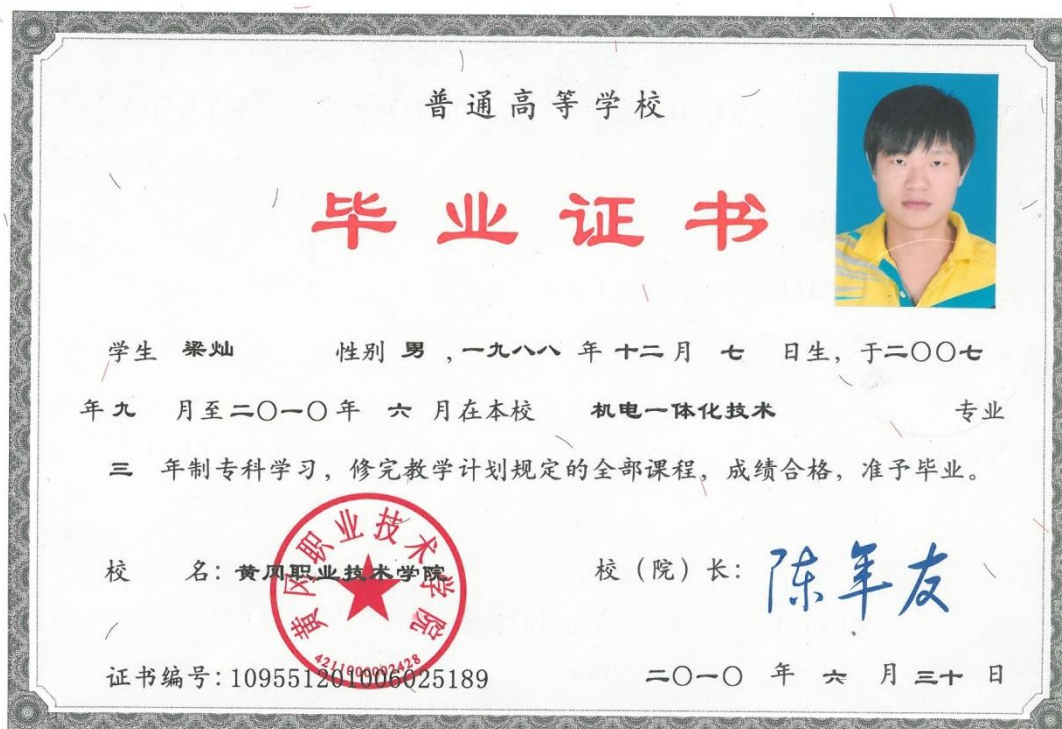 普通高等学校
毕业证书
学生 梁灿 性别 男 ,一九八八 年 十二 月 七 日生, 于二〇〇七
年 九 月至 二〇一〇 年 六 月在本校 机电一体化技术 专业
三 年制专科学习, 修完教学计划规定的全部课程, 成绩合格, 准予毕业。
黄冈职业技术学院
校 名: 黄冈职业技术学院
校(院)长: 陈年友
4211000002428
证书编号: 109551201006025189
二〇一〇 年 六 月 三十 日